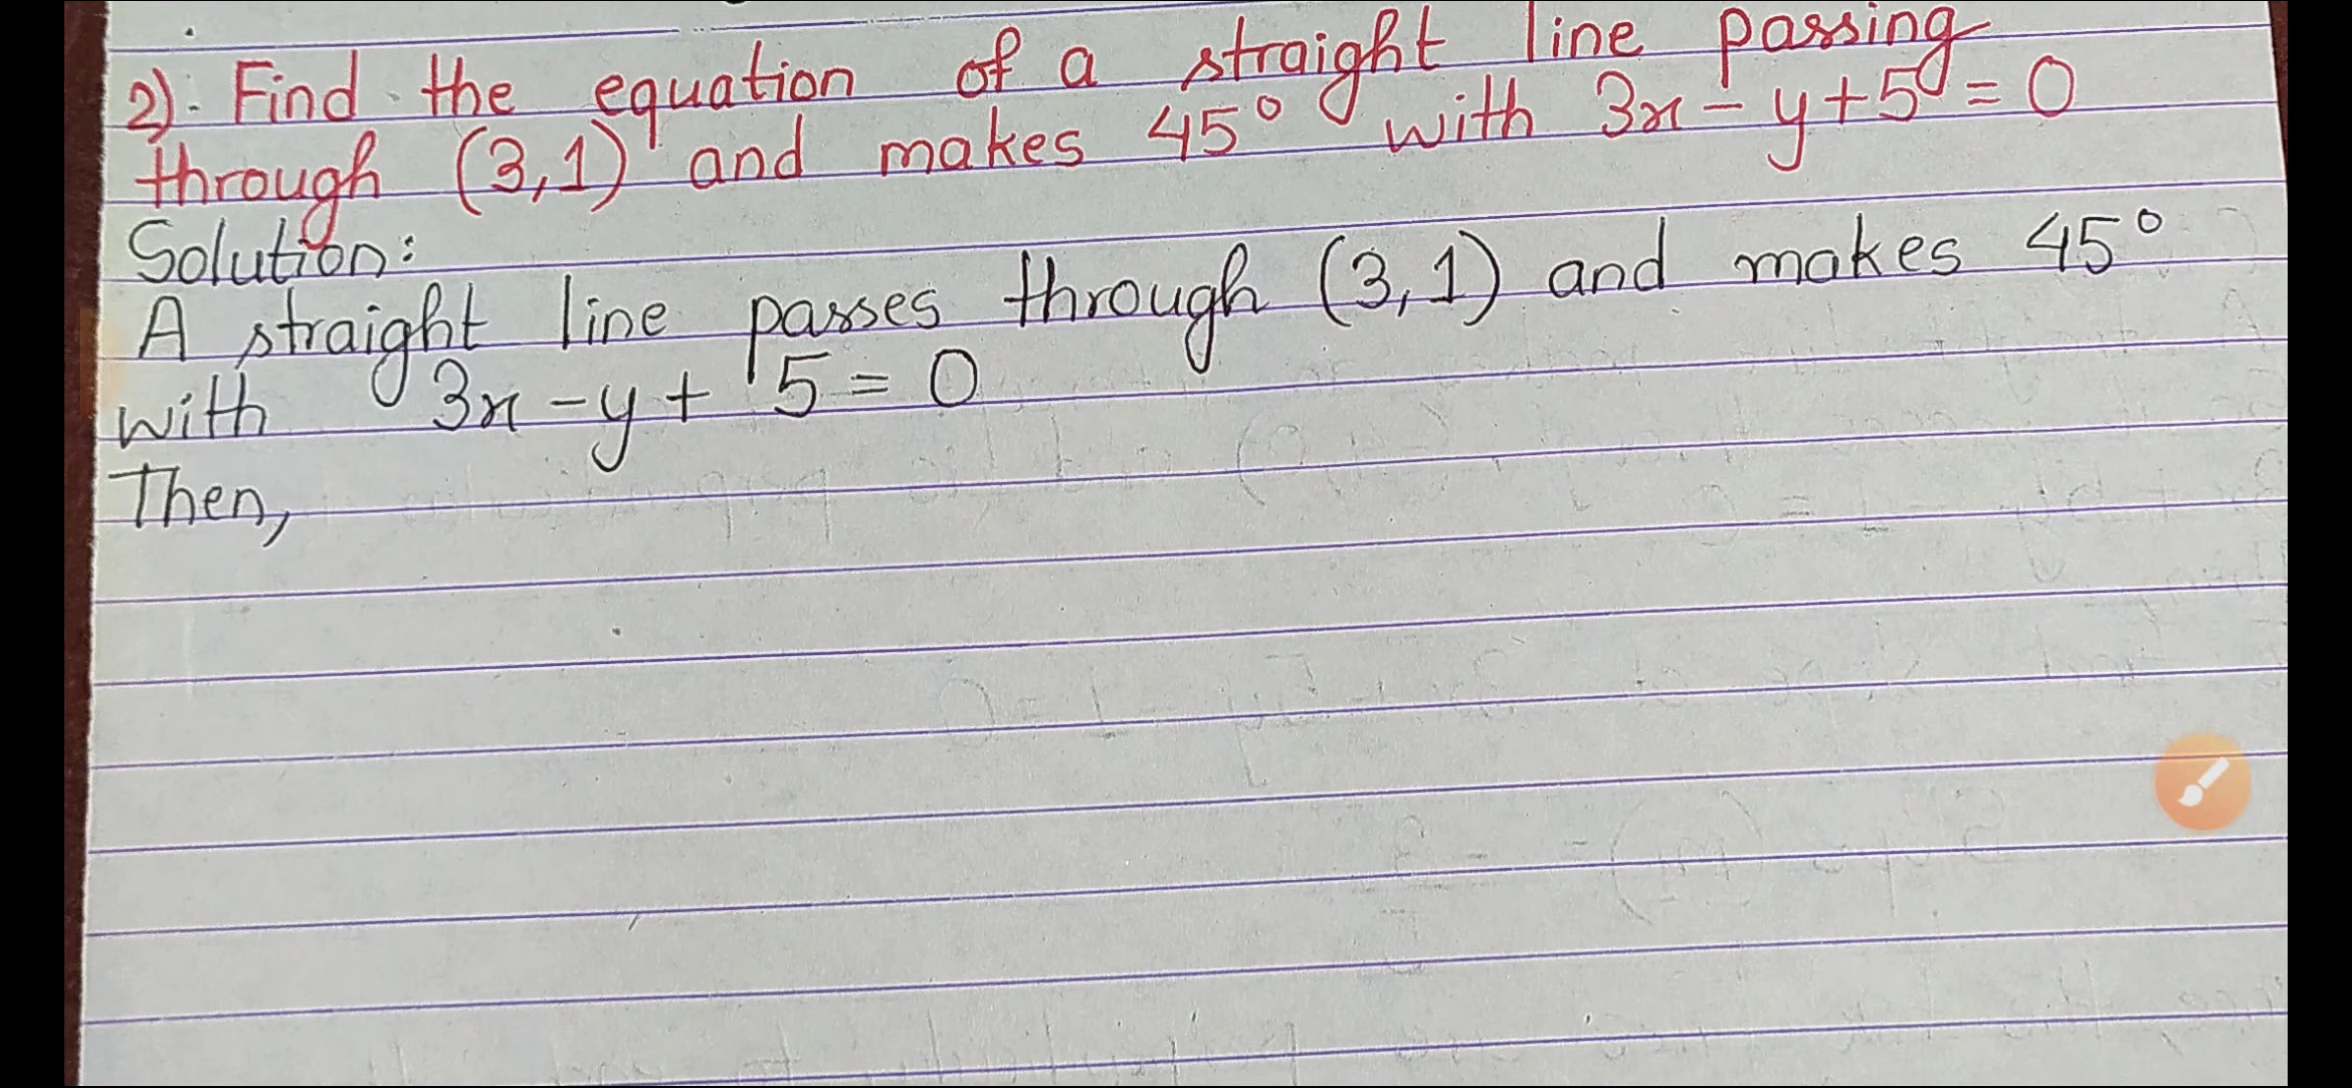 2). Find the equation of a straight line passing
through (3,1) and makes 45° with 3x - y + 5 = 0
Solution:
A straight line passes through (3,1) and makes 45°
with 3x - y + 5 = 0
Then,